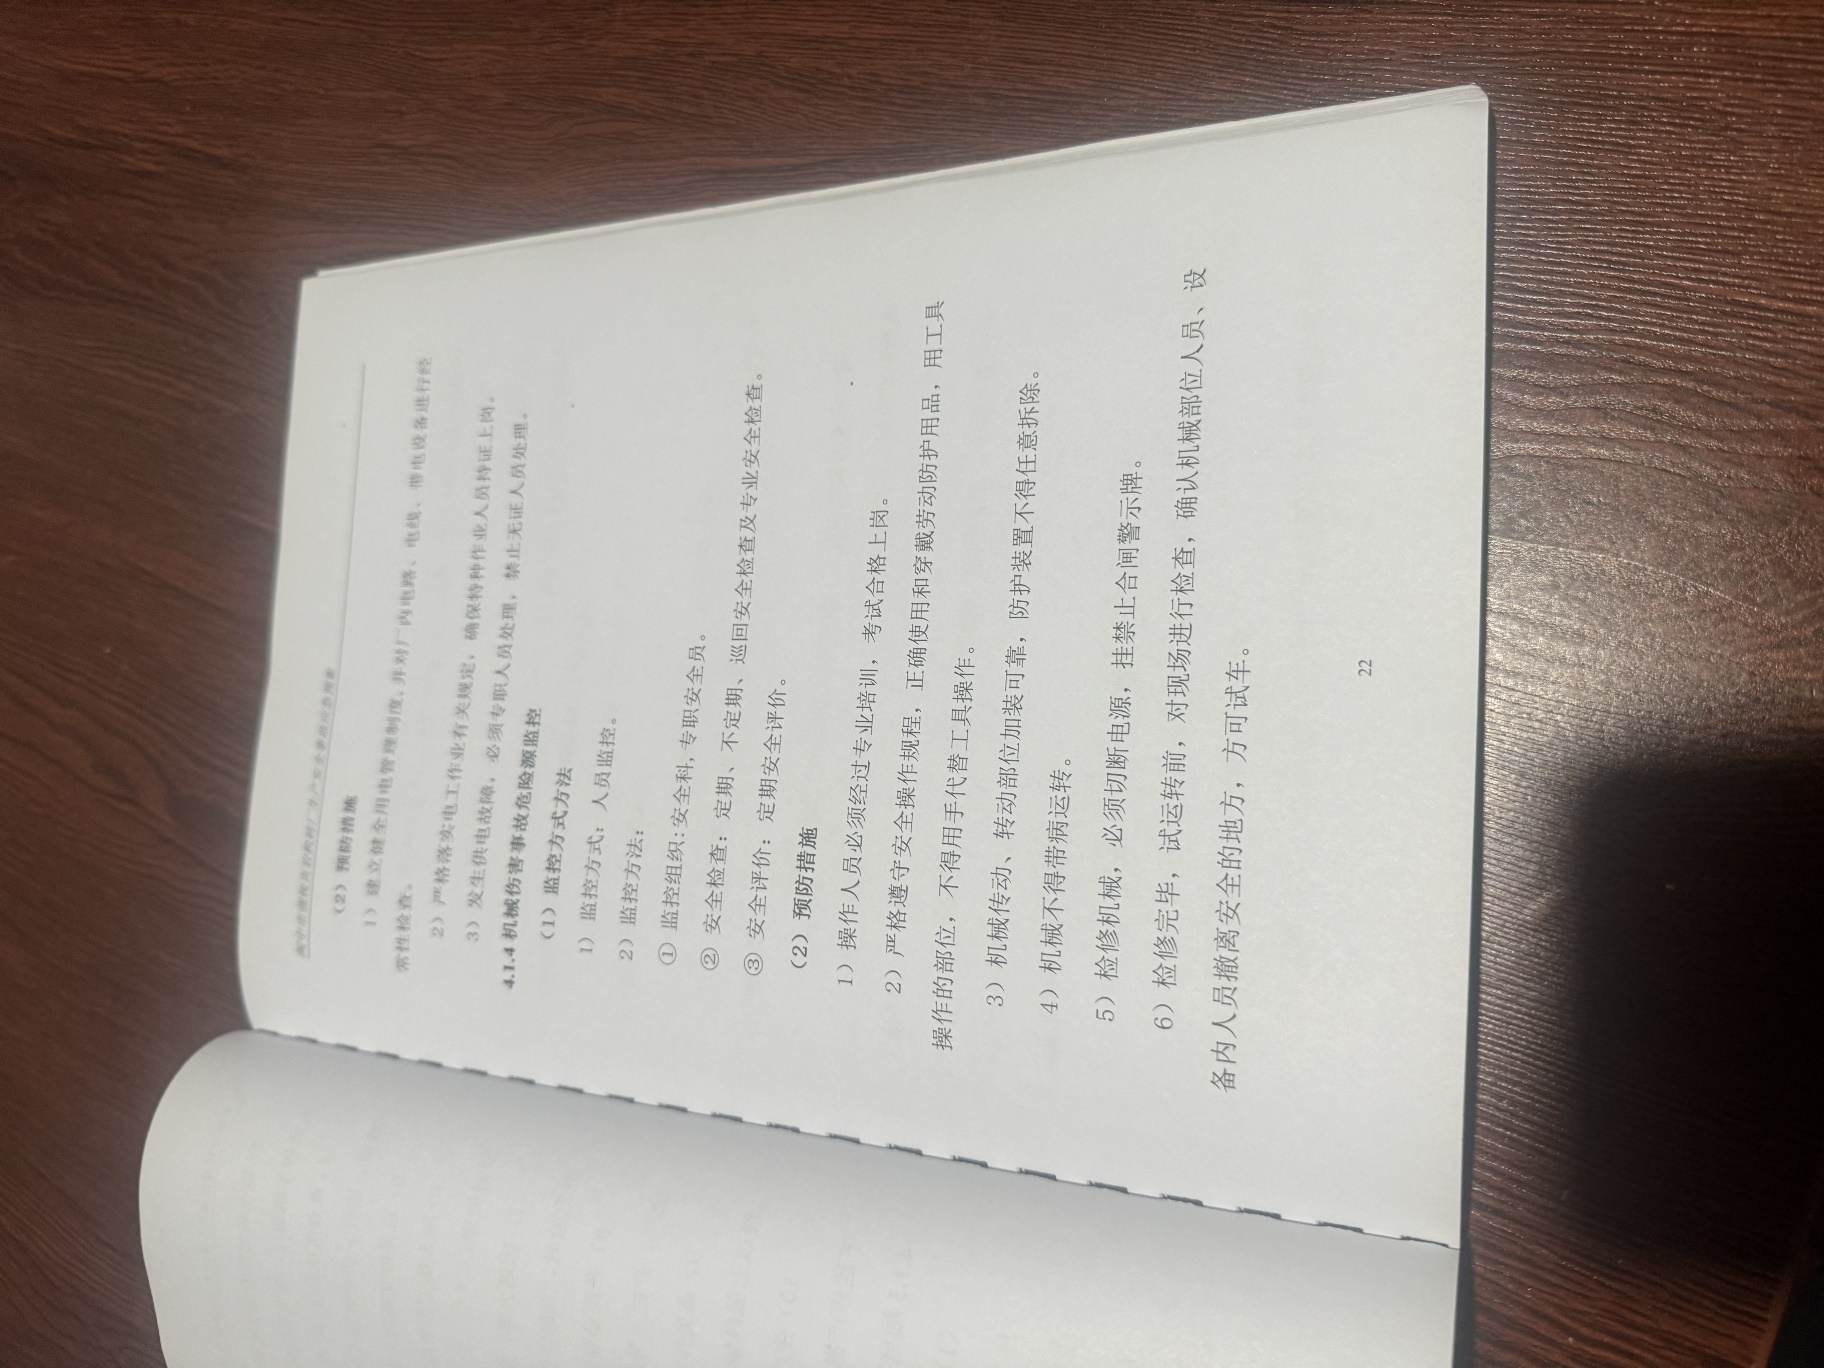 （2）预防措施
1）建立健全用电管理制度，并对厂内电路、电线、带电设备进行经
常性检查。
2）严格落实电工作业有关规定，确保特种作业人员持证上岗。
3）发生供电故障，必须专职人员处理，禁止无证人员处理。
4.1.4 机械伤害事故危险源监控
（1）监控方式方法
1）监控方式：人员监控。
2）监控方法：
① 监控组织：安全科，专职安全员。
② 安全检查：定期、不定期、巡回安全检查及专业安全检查。
③ 安全评价：定期安全评价。
（2）预防措施
1）操作人员必须经过专业培训，考试合格上岗。
2）严格遵守安全操作规程，正确使用和穿戴劳动防护用品，用工具
操作的部位，不得用手代替工具操作。
3）机械传动、转动部位加装可靠，防护装置不得任意拆除。
4）机械不得带病运转。
5）检修机械，必须切断电源，挂禁止合闸警示牌。
6）检修完毕，试运转前，对现场进行检查，确认机械部位人员、设
备内人员撤离安全的地方，方可试车。
22